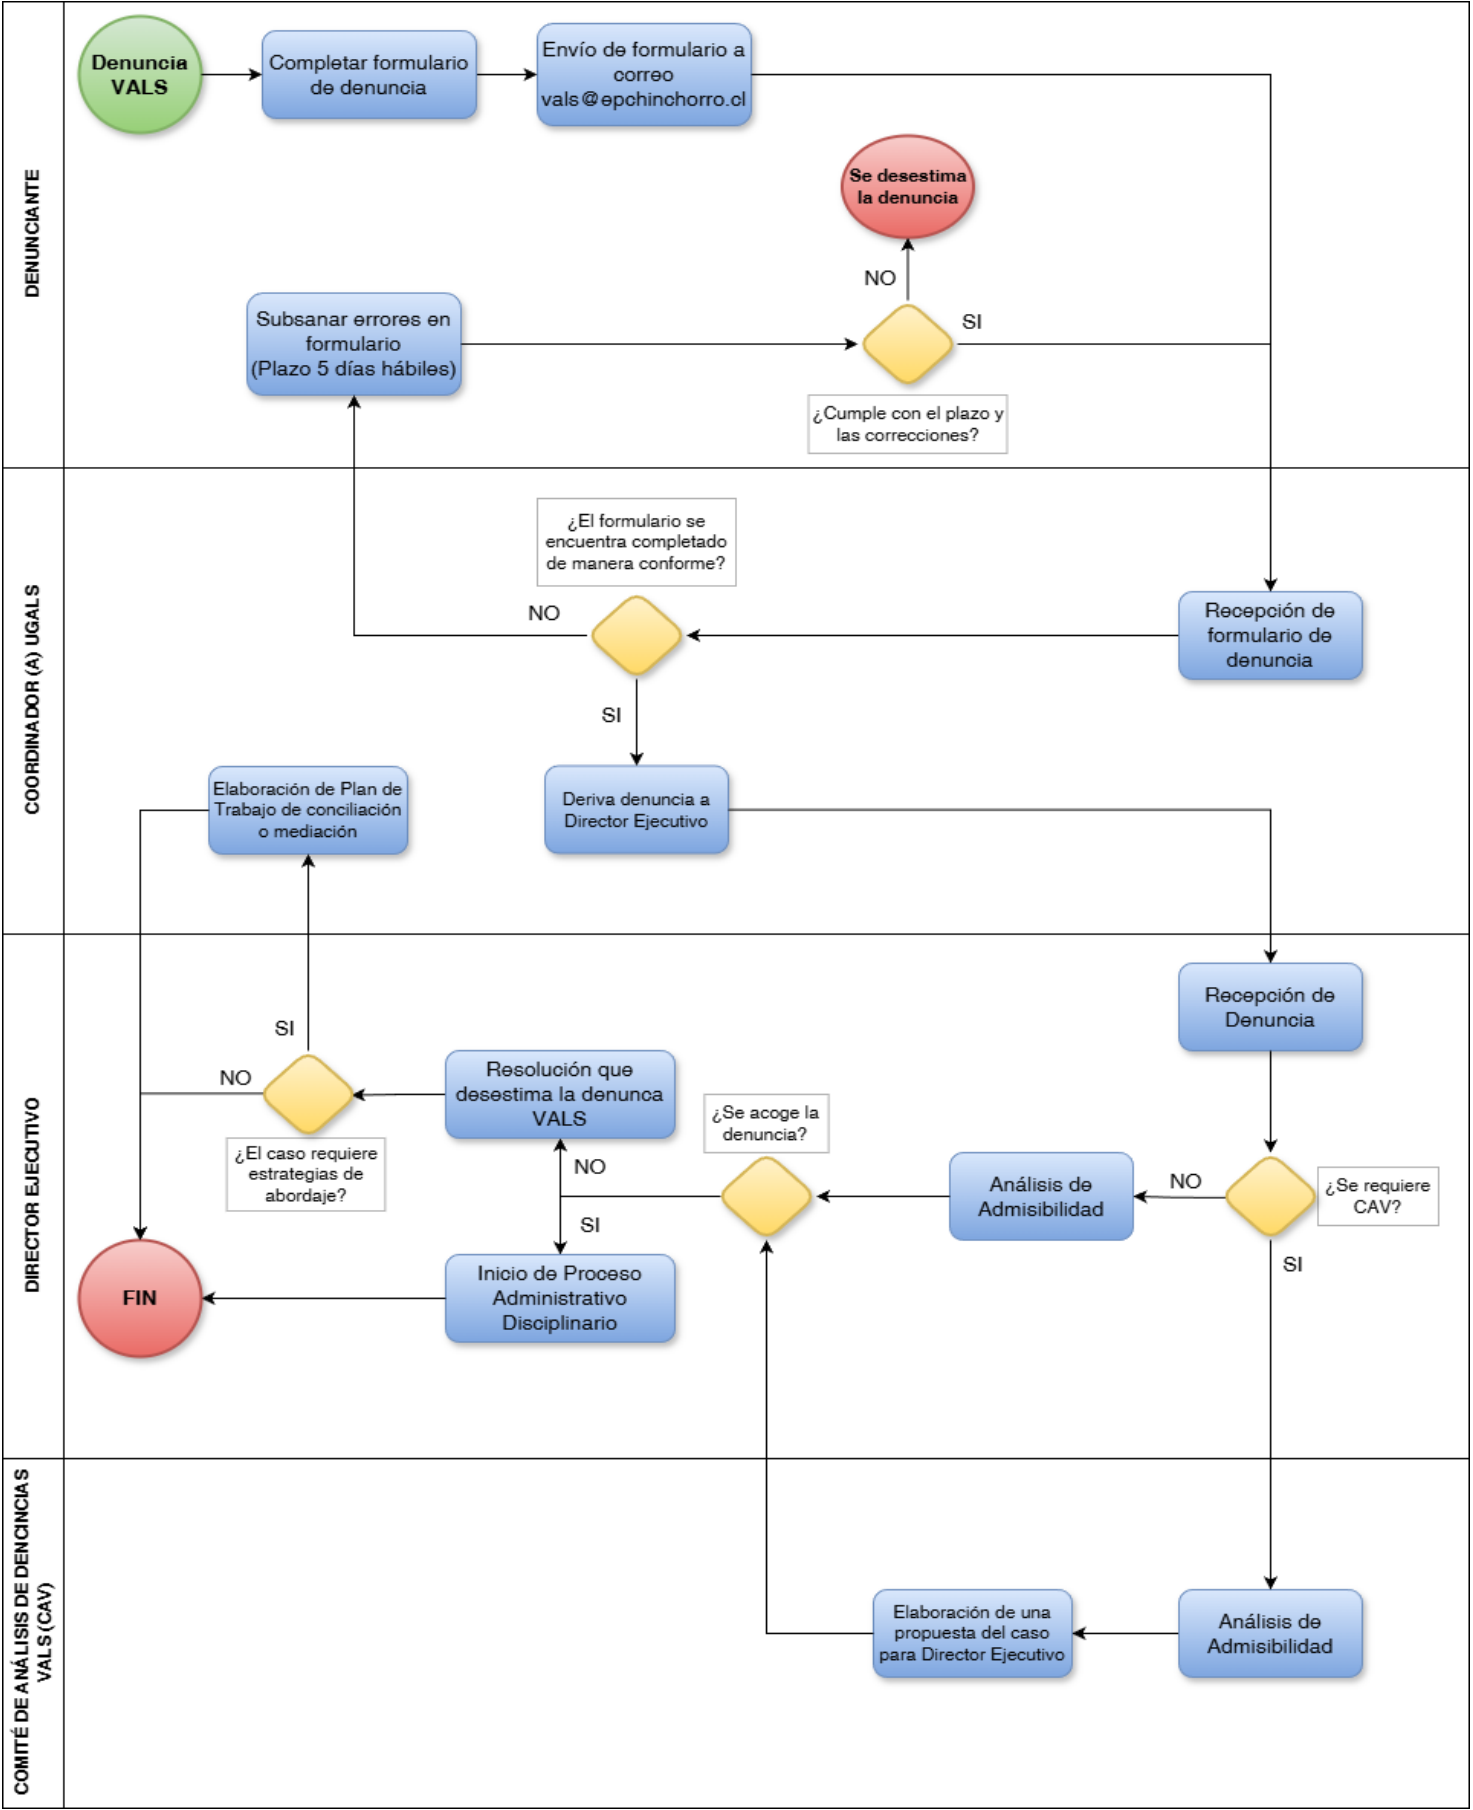 DENUNCIANTE
Denuncia
VALS
Completar formulario
de denuncia
Envío de formulario a
correo
vals@epchinchorro.cl
Se desestima
la denuncia
NO
SI
Subsanar errores en
formulario
(Plazo 5 días hábiles)
¿Cumple con el plazo y
las correcciones?
COORDINADOR (A) UGALS
¿El formulario se
encuentra completado
de manera conforme?
NO
SI
Recepción de
formulario de
denuncia
Elaboración de Plan de
Trabajo de conciliación
o mediación
Deriva denuncia a
Director Ejecutivo
DIRECTOR EJECUTIVO
Recepción de
Denuncia
SI
NO
¿El caso requiere
estrategias de
abordaje?
Resolución que
desestima la denunca
VALS
NO
SI
¿Se acoge la
denuncia?
Análisis de
Admisibilidad
NO
¿Se requiere
CAV?
SI
Inicio de Proceso
Administrativo
Disciplinario
FIN
COMITÉ DE ANÁLISIS DE DENCINCIAS
VALS (CAV)
Elaboración de una
propuesta del caso
para Director Ejecutivo
Análisis de
Admisibilidad